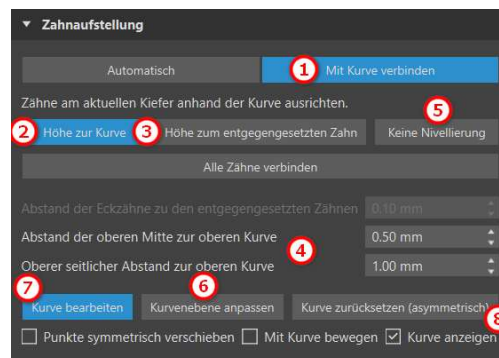 Zahnaufstellung
Automatisch 1 Mit Kurve verbinden
Zähne am aktuellen Kiefer anhand der Kurve ausrichten.
5
2 Höhe zur Kurve 3 Höhe zum entgegengesetzten Zahn Keine Nivellierung
Alle Zähne verbinden
Abstand der Eckzähne zu den entgegengesetzten Zähnen 0.10 mm
Abstand der oberen Mitte zur oberen Kurve 0.50 mm
4
Oberer seitlicher Abstand zur oberen Kurve 1.00 mm
7 6
Kurve bearbeiten Kurvenebene anpassen Kurve zurücksetzen (asymmetrisch)
8
Punkte symmetrisch verschieben Mit Kurve bewegen Kurve anzeigen